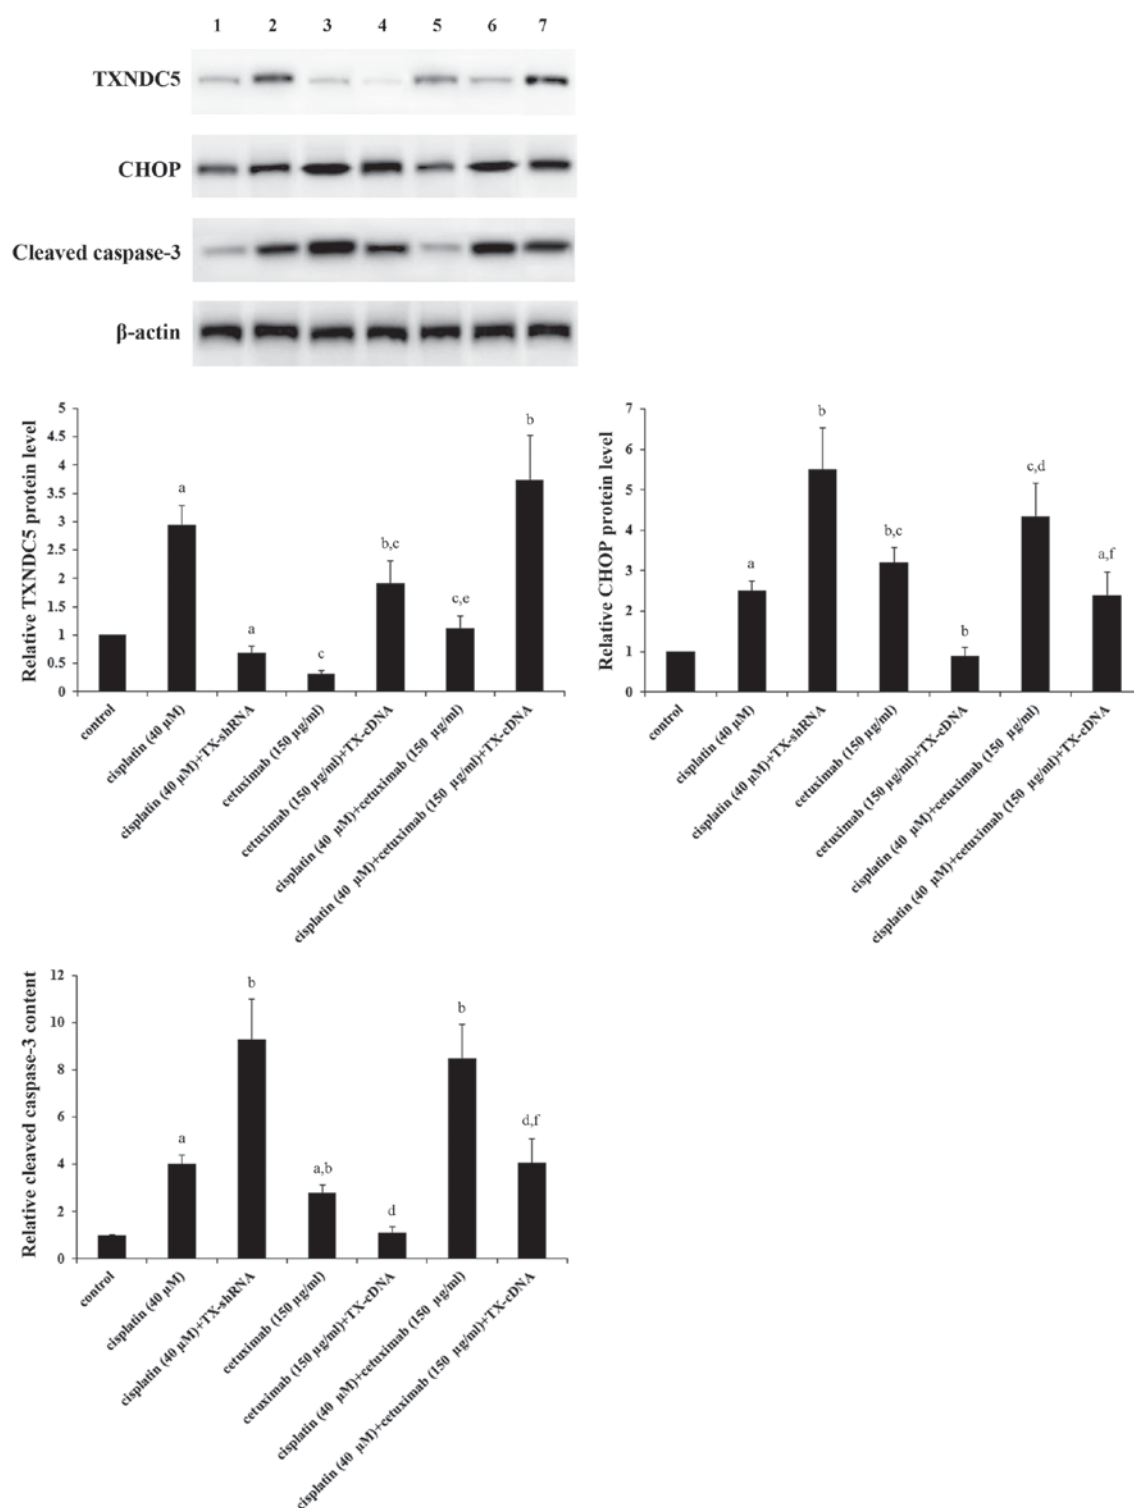 1 2 3 4 5 6 7
TXNDC5
CHOP
Cleaved caspase-3
β-actin
Relative TXNDC5 protein level
5
4.5
4
3.5
3
2.5
2
1.5
1
0.5
0
a
a
c
b,c
c,e
b
control
cisplatin (40 µM)
cisplatin (40 µM)+TX-shRNA
cetuximab (150 µg/ml)
cetuximab (150 µg/ml)+TX-cDNA
cisplatin (40 µM)+cetuximab (150 µg/ml)
cisplatin (40 µM)+cetuximab (150 µg/ml)+TX-cDNA
Relative CHOP protein level
7
6
5
4
3
2
1
0
a
b
b,c
b
c,d
a,f
control
cisplatin (40 µM)
cisplatin (40 µM)+TX-shRNA
cetuximab (150 µg/ml)
cetuximab (150 µg/ml)+TX-cDNA
cisplatin (40 µM)+cetuximab (150 µg/ml)
cisplatin (40 µM)+cetuximab (150 µg/ml)+TX-cDNA
Relative cleaved caspase-3 content
12
10
8
6
4
2
0
a
b
a,b
d
b
d,f
control
cisplatin (40 µM)
cisplatin (40 µM)+TX-shRNA
cetuximab (150 µg/ml)
cetuximab (150 µg/ml)+TX-cDNA
cisplatin (40 µM)+cetuximab (150 µg/ml)
cisplatin (40 µM)+cetuximab (150 µg/ml)+TX-cDNA